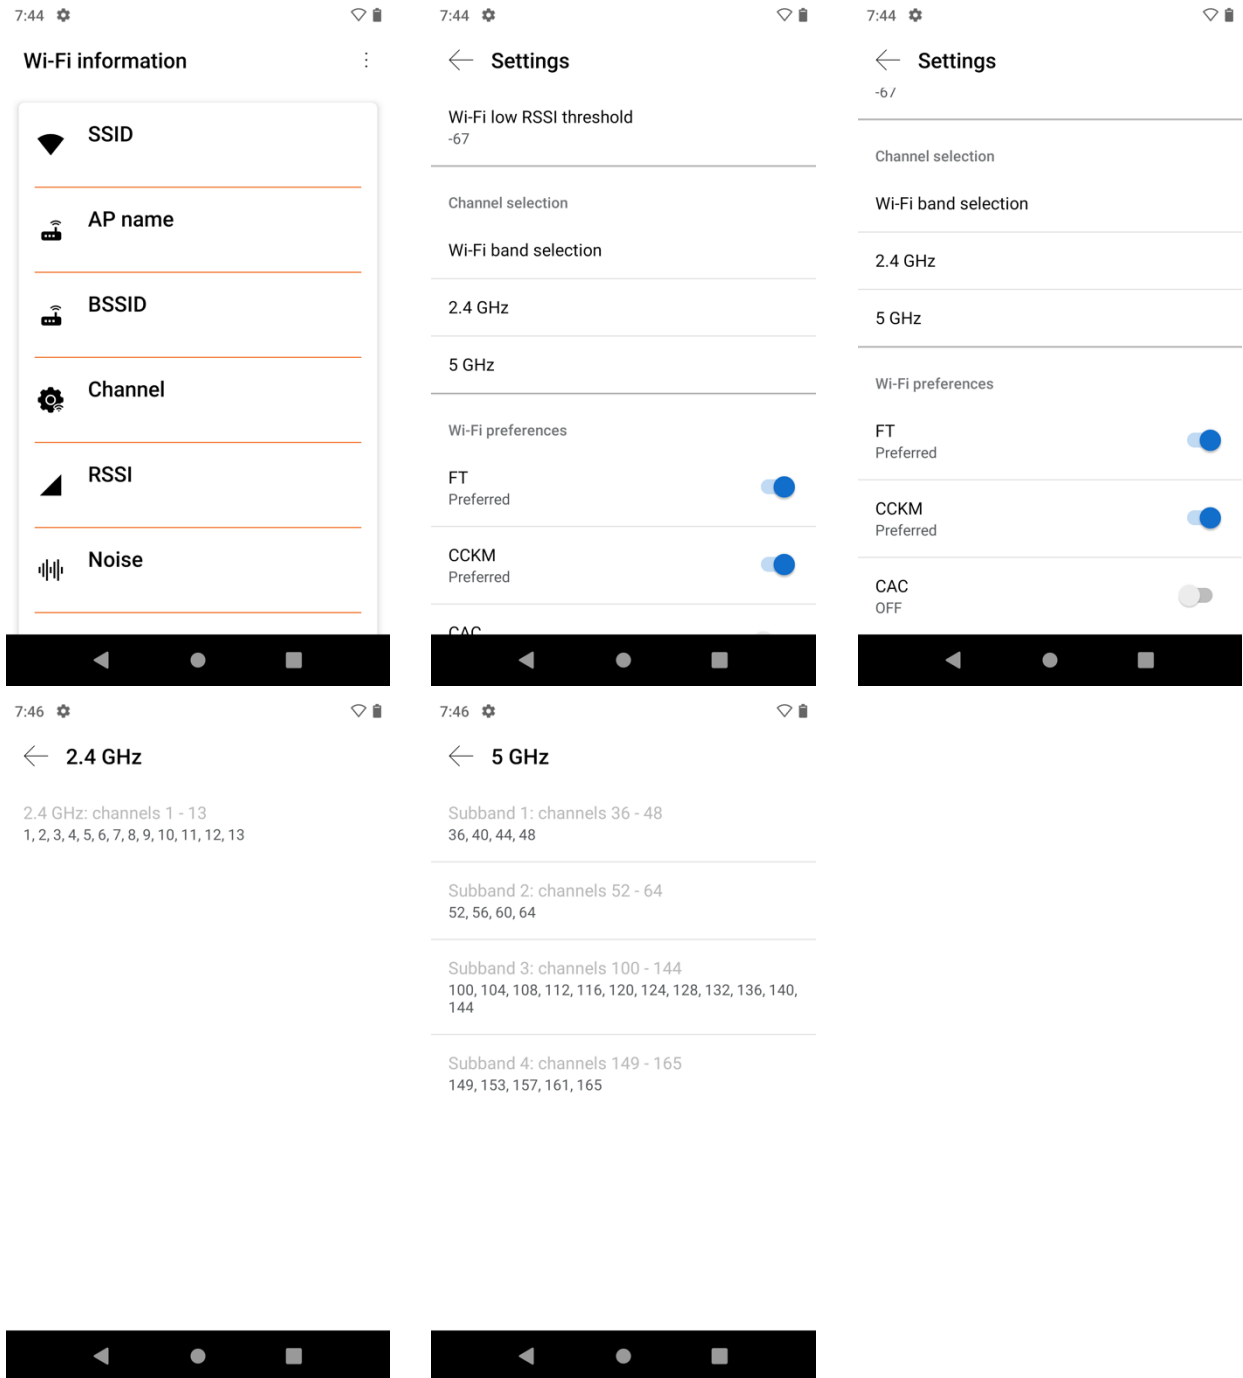 7:44
Wi-Fi information
SSID
AP name
BSSID
Channel
RSSI
Noise
7:44
Settings
Wi-Fi low RSSI threshold
-67
Channel selection
Wi-Fi band selection
2.4 GHz
5 GHz
Wi-Fi preferences
FT
Preferred
CCKM
Preferred
CAC
7:44
Settings
-67
Channel selection
Wi-Fi band selection
2.4 GHz
5 GHz
Wi-Fi preferences
FT
Preferred
CCKM
Preferred
CAC
OFF
7:46
2.4 GHz
2.4 GHz: channels 1 - 13
1, 2, 3, 4, 5, 6, 7, 8, 9, 10, 11, 12, 13
7:46
5 GHz
Subband 1: channels 36 - 48
36, 40, 44, 48
Subband 2: channels 52 - 64
52, 56, 60, 64
Subband 3: channels 100 - 144
100, 104, 108, 112, 116, 120, 124, 128, 132, 136, 140,
144
Subband 4: channels 149 - 165
149, 153, 157, 161, 165